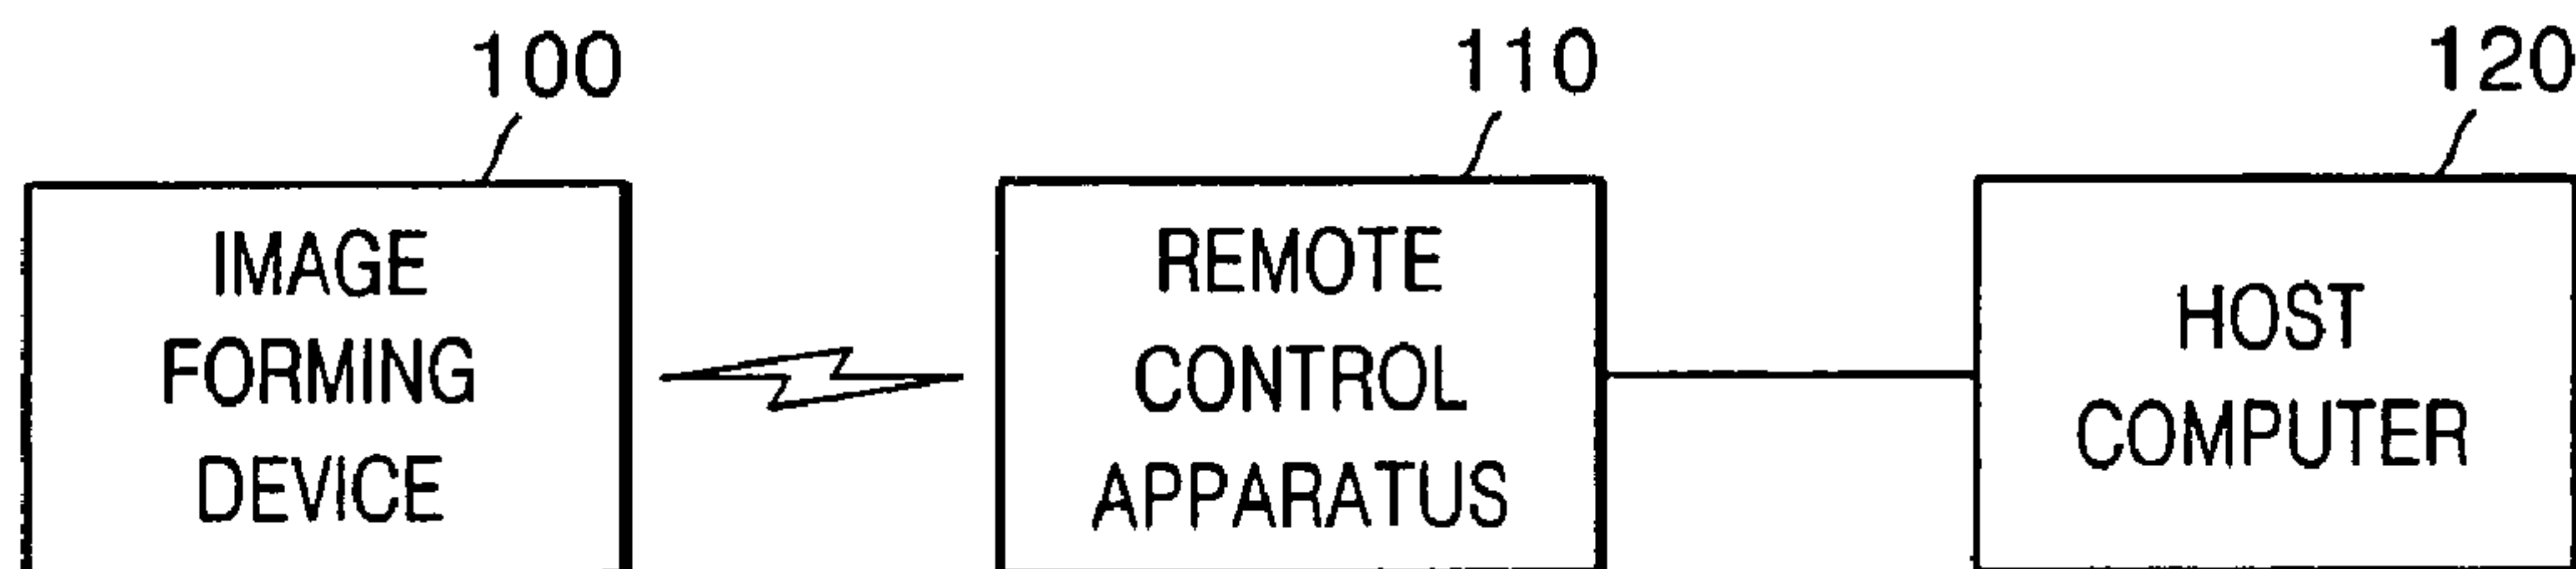 100
110
120
IMAGE
FORMING
DEVICE
REMOTE
CONTROL
APPARATUS
HOST
COMPUTER